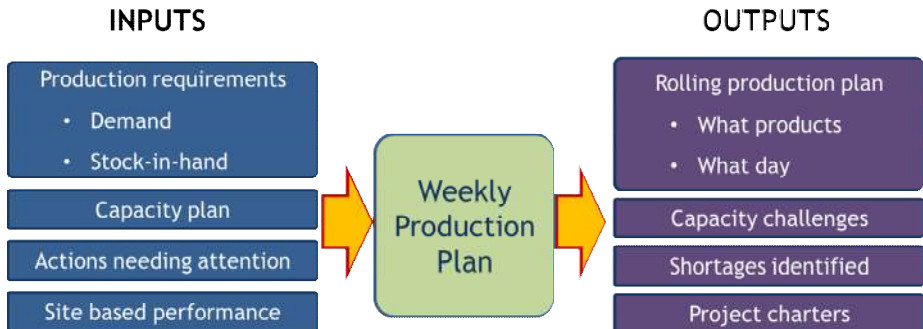 INPUTS
Production requirements
• Demand
• Stock-in-hand
Capacity plan
Actions needing attention
Site based performance
Weekly
Production
Plan
OUTPUTS
Rolling production plan
• What products
• What day
Capacity challenges
Shortages identified
Project charters